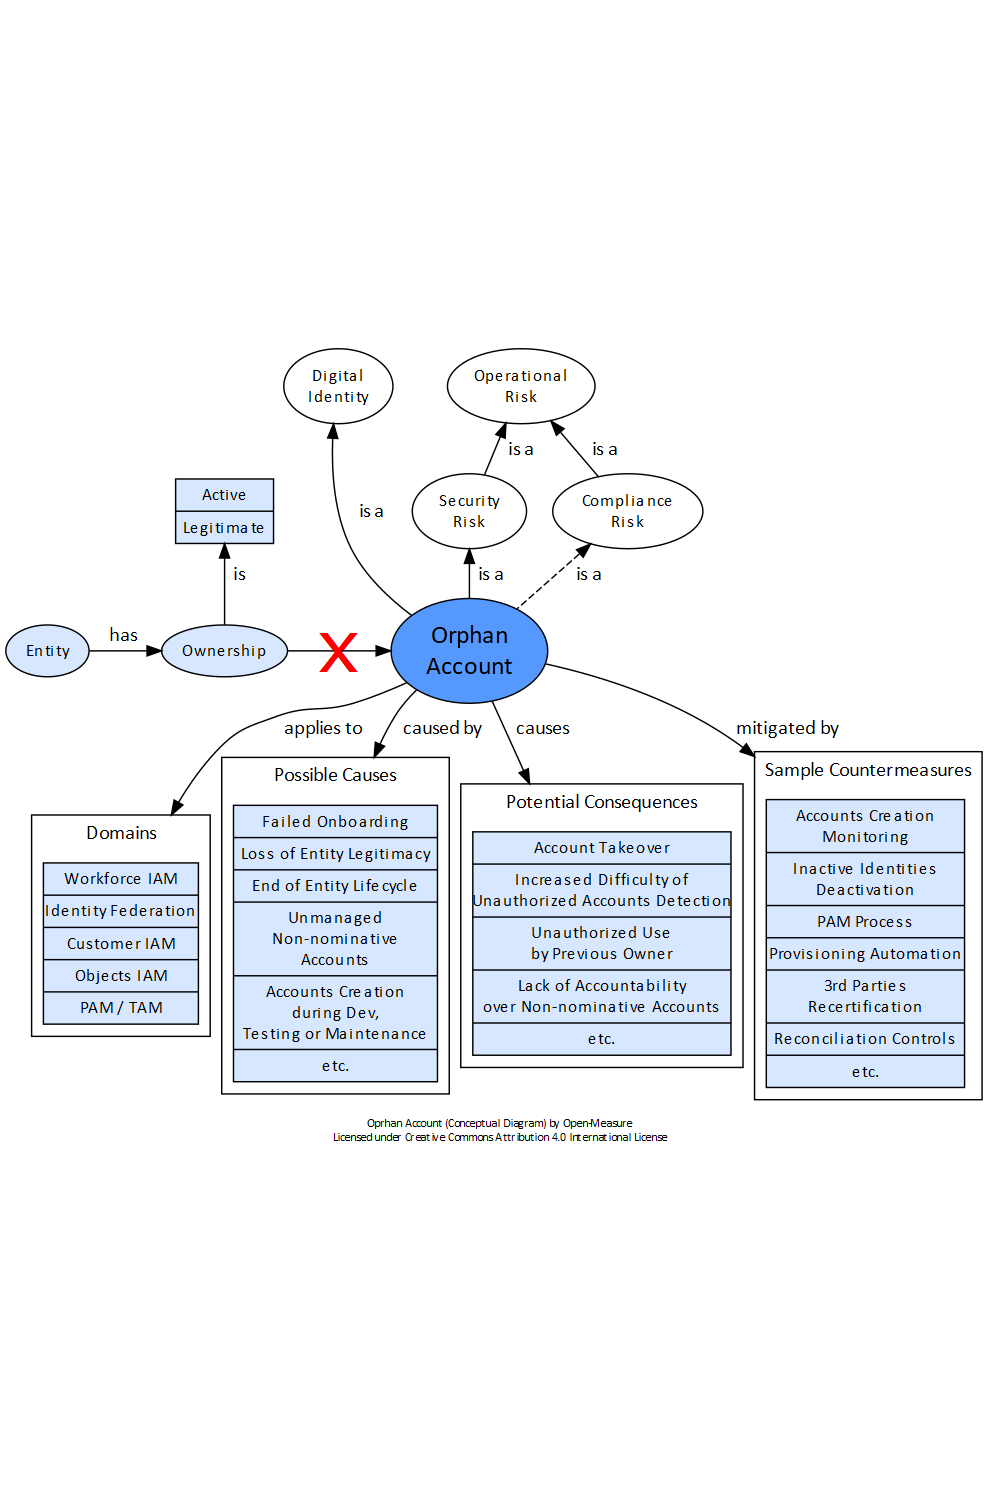 Digital
Identity
Operational
Risk
is a
is a
Security
Risk
Compliance
Risk
is a
Active
Legitimate
is
is a
is a
Entity
has
Ownership
X
Orphan
Account
applies to
caused by
causes
mitigated by
Domains
Workforce IAM
Identity Federation
Customer IAM
Objects IAM
PAM / TAM
Possible Causes
Failed Onboarding
Loss of Entity Legitimacy
End of Entity Lifecycle
Unmanaged
Non-nominative
Accounts
Accounts Creation
during Dev,
Testing or Maintenance
etc.
Potential Consequences
Account Takeover
Increased Difficulty of
Unauthorized Accounts Detection
Unauthorized Use
by Previous Owner
Lack of Accountability
over Non-nominative Accounts
etc.
Sample Countermeasures
Accounts Creation
Monitoring
Inactive Identities
Deactivation
PAM Process
Provisioning Automation
3rd Parties
Recertification
Reconciliation Controls
etc.
Oprhan Account (Conceptual Diagram) by Open-Measure
Licensed under Creative Commons Attribution 4.0 International License